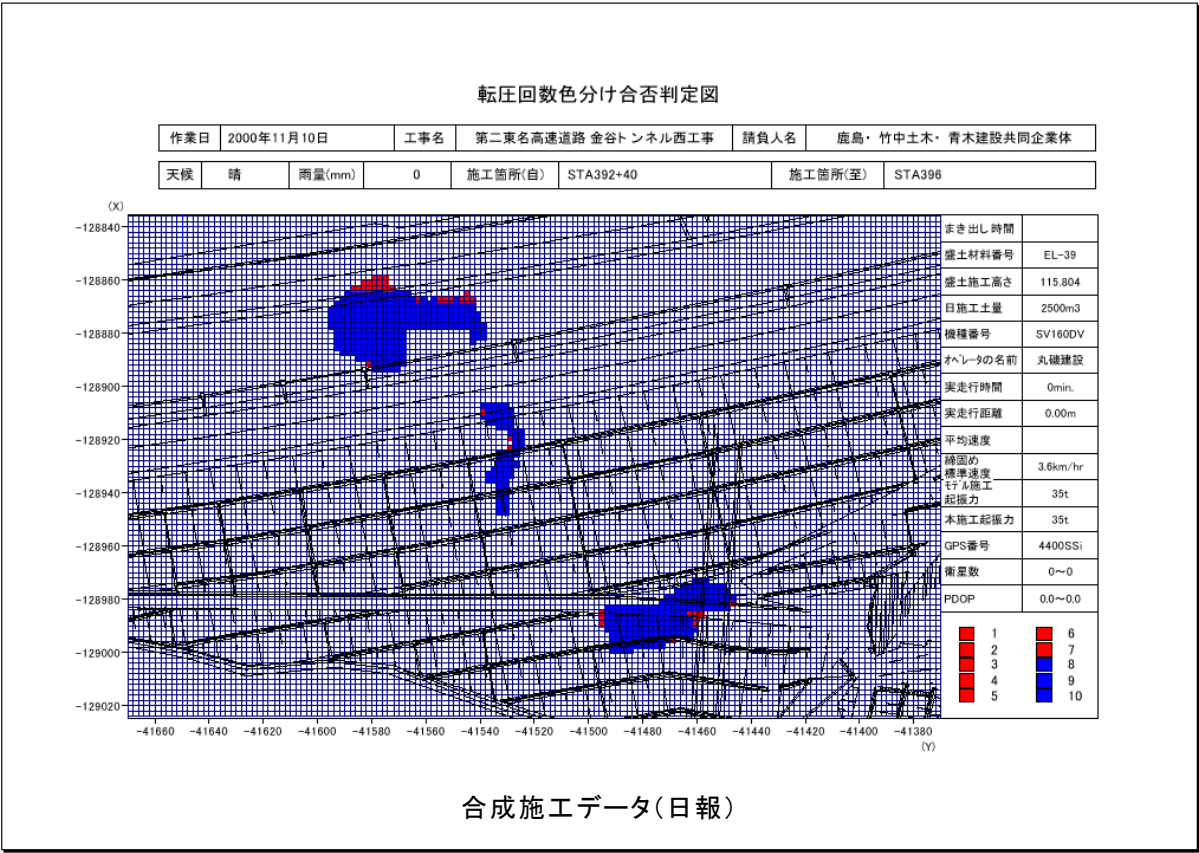 転圧回数色分け合否判定図
作業日 2000年11月10日 工事名 第二東名高速道路 金谷トンネル西工事 請負人名 鹿島・竹中土木・青木建設共同企業体
天候 晴 雨量(mm) 0 施工箇所(自) STA392+40 施工箇所(至) STA396
(X)
-128840
-128860
-128880
-128900
-128920
-128940
-128960
-128980
-129000
-129020
-41660 -41640 -41620 -41600 -41580 -41560 -41540 -41520 -41500 -41480 -41460 -41440 -41420 -41400 -41380
(Y)
まき出し時間
盛土材料番号 EL-39
盛土施工高さ 115.804
日施工土量 2500m3
機種番号 SV160DV
オペレータの名前 丸磯建設
実走行時間 0min.
実走行距離 0.00m
平均速度
締固め
標準速度 3.6km/hr
モデル施工
起振力 35t
本施工起振力 35t
GPS番号 4400SSi
衛星数 0～0
PDOP 0.0～0.0
1 6
2 7
3 8
4 9
5 10
合成施工データ(日報)